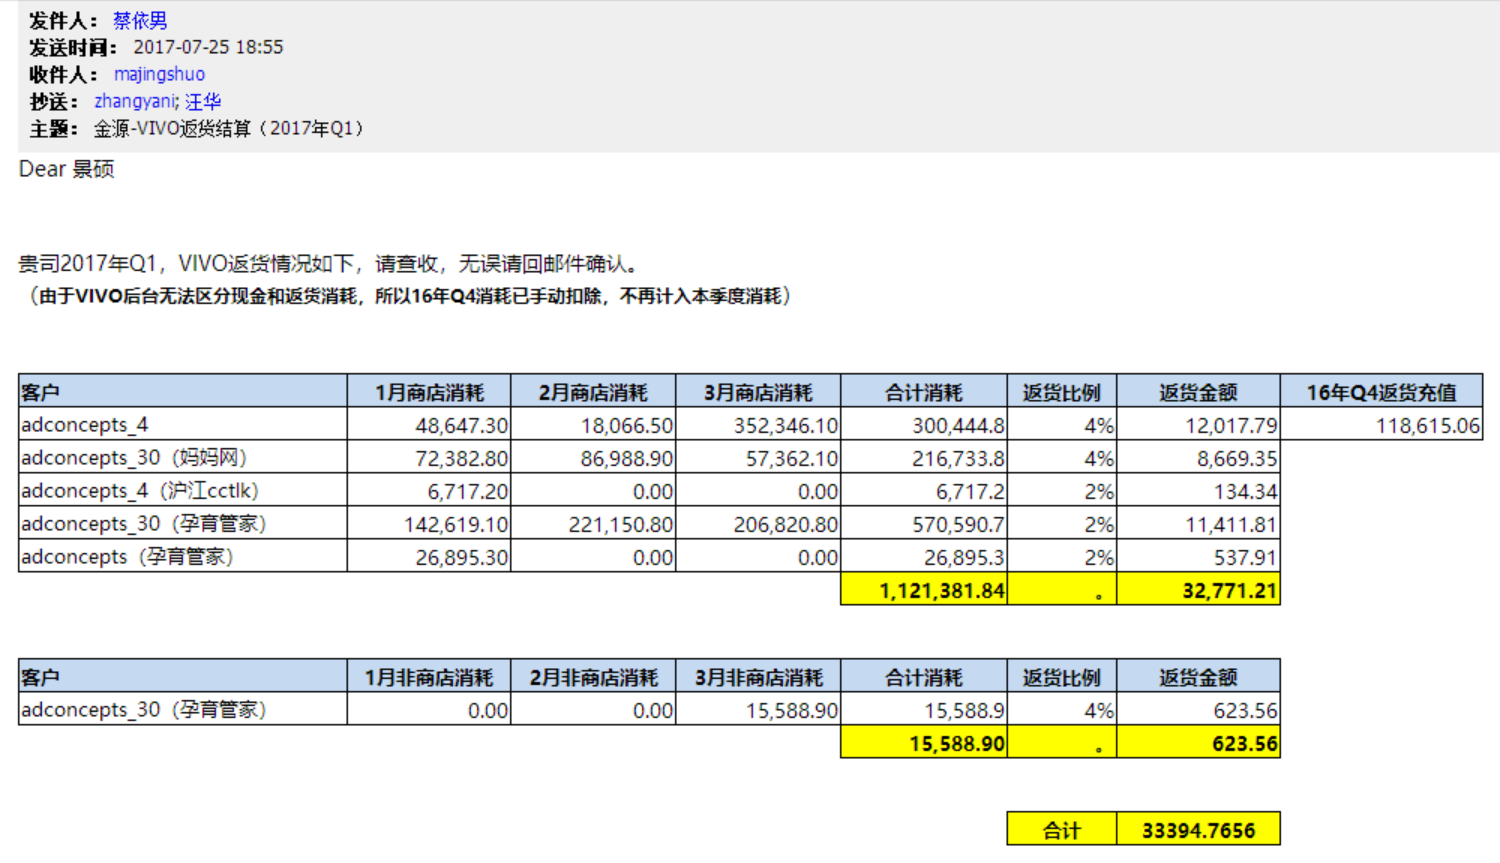 发件人： 蔡依男
发送时间： 2017-07-25 18:55
收件人： majingshuo
抄送： zhangyani; 汪华
主题： 金源-VIVO返货结算（2017年Q1）
Dear 景硕
贵司2017年Q1，VIVO返货情况如下，请查收，无误请回邮件确认。
（由于VIVO后台无法区分现金和返货消耗，所以16年Q4消耗已手动扣除，不再计入本季度消耗）
客户 1月商店消耗 2月商店消耗 3月商店消耗 合计消耗 返货比例 返货金额 16年Q4返货充值
adconcepts_4 48,647.30 18,066.50 352,346.10 300,444.8 4% 12,017.79 118,615.06
adconcepts_30（妈妈网） 72,382.80 86,988.90 57,362.10 216,733.8 4% 8,669.35
adconcepts_4（沪江cctlk） 6,717.20 0.00 0.00 6,717.2 2% 134.34
adconcepts_30（孕育管家） 142,619.10 221,150.80 206,820.80 570,590.7 2% 11,411.81
adconcepts（孕育管家） 26,895.30 0.00 0.00 26,895.3 2% 537.91
1,121,381.84 。 32,771.21
客户 1月非商店消耗 2月非商店消耗 3月非商店消耗 合计消耗 返货比例 返货金额
adconcepts_30（孕育管家） 0.00 0.00 15,588.90 15,588.9 4% 623.56
15,588.90 。 623.56
合计 33394.7656